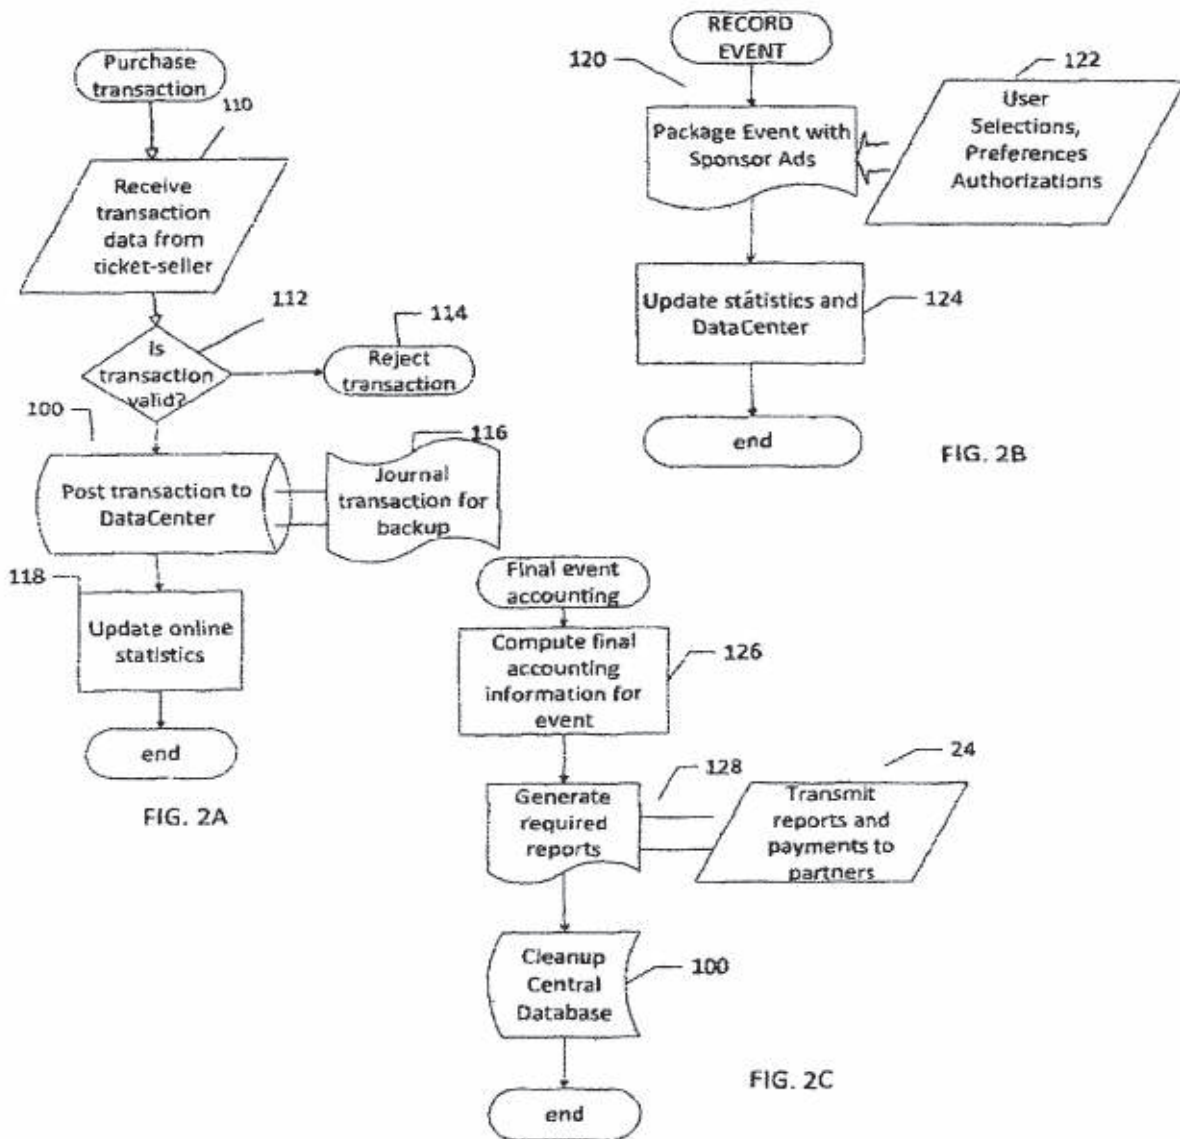 Purchase
transaction
110
Receive
transaction
data from
ticket-seller
112
Is
transaction
valid?
114
Reject
transaction
100
Post transaction to
DataCenter
116
Journal
transaction for
backup
118
Update online
statistics
end
FIG. 2A
RECORD
EVENT
120
Package Event with
Sponsor Ads
122
User
Selections,
Preferences
Authorizations
Update statistics and
DataCenter
124
end
FIG. 2B
Final event
accounting
Compute final
accounting
information for
event
126
Generate
required
reports
128
24
Transmit
reports and
payments to
partners
Cleanup
Central
Database
100
end
FIG. 2C